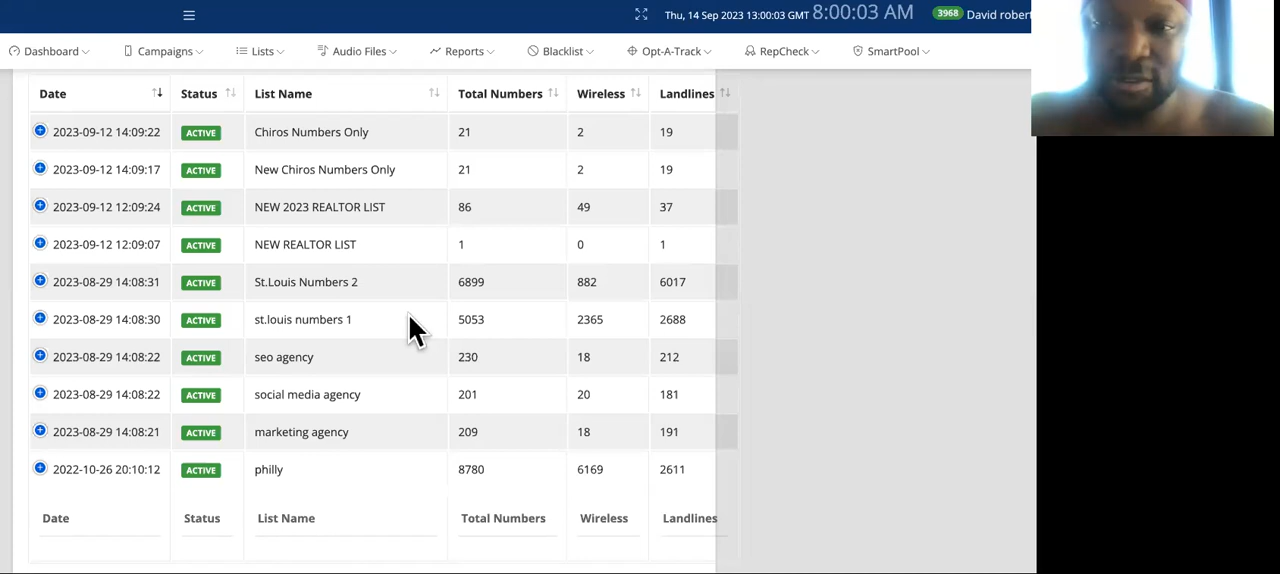 Thu, 14 Sep 2023 13:00:03 GMT 8:00:03 AM 3968 David robert
Dashboard Campaigns Lists Audio Files Reports Blacklist Opt-A-Track RepCheck SmartPool
Date Status List Name Total Numbers Wireless Landlines
2023-09-12 14:09:22 ACTIVE Chiros Numbers Only 21 2 19
2023-09-12 14:09:17 ACTIVE New Chiros Numbers Only 21 2 19
2023-09-12 12:09:24 ACTIVE NEW 2023 REALTOR LIST 86 49 37
2023-09-12 12:09:07 ACTIVE NEW REALTOR LIST 1 0 1
2023-08-29 14:08:31 ACTIVE St.Louis Numbers 2 6899 882 6017
2023-08-29 14:08:30 ACTIVE st.louis numbers 1 5053 2365 2688
2023-08-29 14:08:22 ACTIVE seo agency 230 18 212
2023-08-29 14:08:22 ACTIVE social media agency 201 20 181
2023-08-29 14:08:21 ACTIVE marketing agency 209 18 191
2022-10-26 20:10:12 ACTIVE philly 8780 6169 2611
Date Status List Name Total Numbers Wireless Landlines